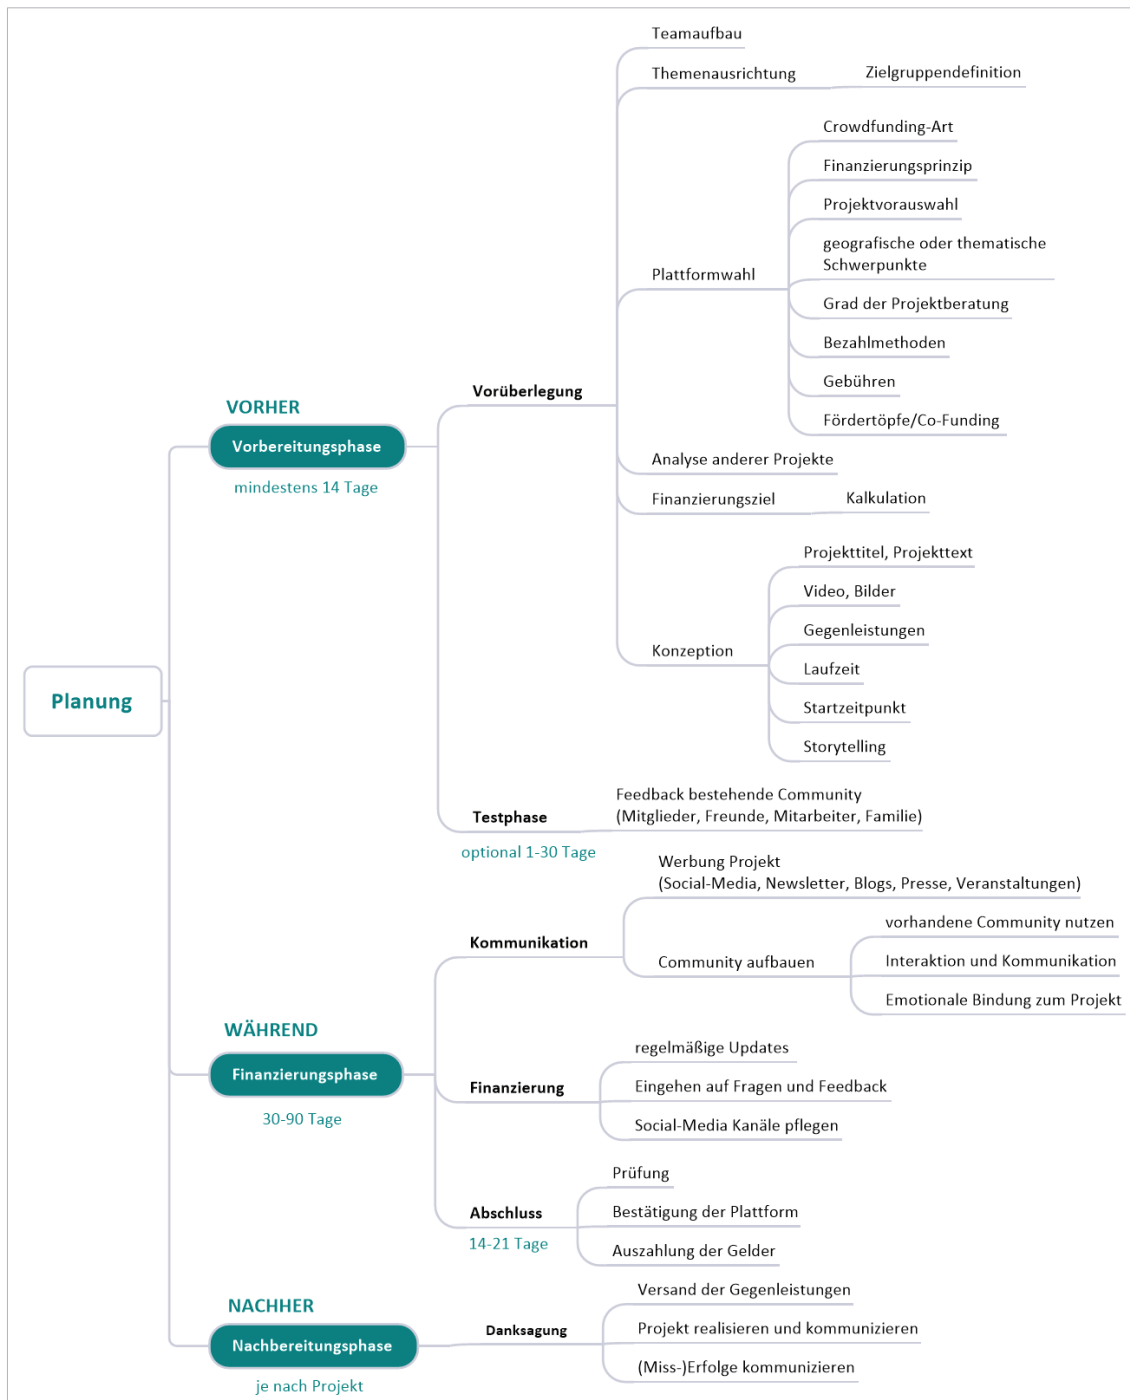 Planung
VORHER
Vorbereitungsphase
mindestens 14 Tage
Vorüberlegung
Teamaufbau
Themenausrichtung
Zielgruppendefinition
Plattformwahl
Crowdfunding-Art
Finanzierungsprinzip
Projektvorauswahl
geografische oder thematische
Schwerpunkte
Grad der Projektberatung
Bezahlmethoden
Gebühren
Fördertöpfe/Co-Funding
Analyse anderer Projekte
Finanzierungsziel
Kalkulation
Konzeption
Projekttitel, Projekttext
Video, Bilder
Gegenleistungen
Laufzeit
Startzeitpunkt
Storytelling
Testphase
optional 1-30 Tage
Feedback bestehende Community
(Mitglieder, Freunde, Mitarbeiter, Familie)
WÄHREND
Finanzierungsphase
30-90 Tage
Kommunikation
Werbung Projekt
(Social-Media, Newsletter, Blogs, Presse, Veranstaltungen)
Community aufbauen
vorhandene Community nutzen
Interaktion und Kommunikation
Emotionale Bindung zum Projekt
Finanzierung
regelmäßige Updates
Eingehen auf Fragen und Feedback
Social-Media Kanäle pflegen
Abschluss
14-21 Tage
Prüfung
Bestätigung der Plattform
Auszahlung der Gelder
NACHHER
Nachbereitungsphase
je nach Projekt
Danksagung
Versand der Gegenleistungen
Projekt realisieren und kommunizieren
(Miss-)Erfolge kommunizieren